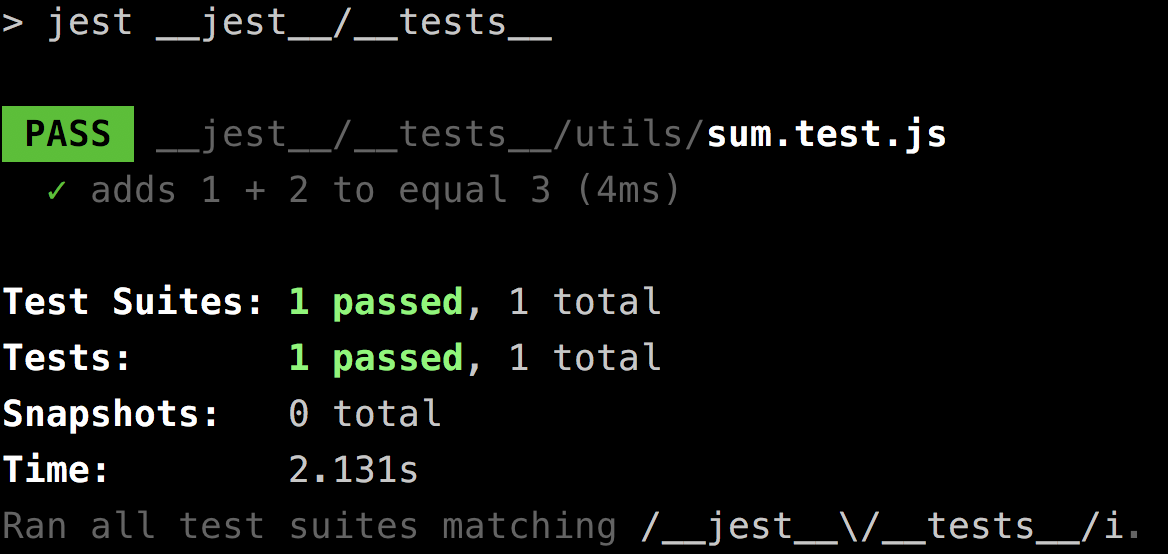 > jest __jest__/__tests__
PASS __jest__/__tests__/utils/sum.test.js
✓ adds 1 + 2 to equal 3 (4ms)
Test Suites: 1 passed, 1 total
Tests: 1 passed, 1 total
Snapshots: 0 total
Time: 2.131s
Ran all test suites matching /__jest__\/__tests__/i.